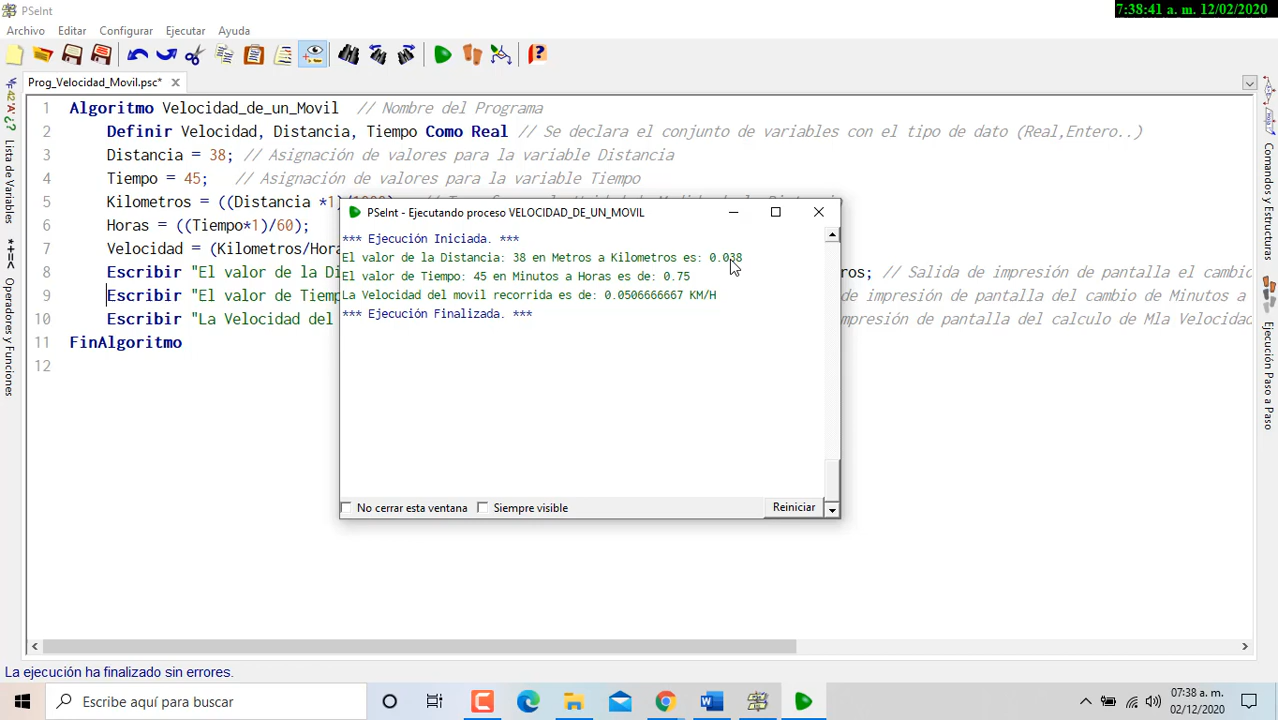 PSeInt
7:38:41 a. m. 12/02/2020
Archivo Editar Configurar Ejecutar Ayuda
Prog_Velocidad_Movil.psc*
1 Algoritmo Velocidad_de_un_Movil // Nombre del Programa
2 Definir Velocidad, Distancia, Tiempo Como Real // Se declara el conjunto de variables con el tipo de dato (Real,Entero..)
3 Distancia = 38; // Asignación de valores para la variable Distancia
4 Tiempo = 45; // Asignación de valores para la variable Tiempo
5 Kilometros = ((Distancia *1)
6 Horas = ((Tiempo*1)/60);
7 Velocidad = (Kilometros/Hora
8 Escribir "El valor de la Di ros; // Salida de impresión de pantalla el cambio
9 Escribir "El valor de Tiemp de impresión de pantalla del cambio de Minutos a
10 Escribir "La Velocidad del mpresión de pantalla del calculo de Mla Velocidad
11 FinAlgoritmo
12
PSeInt - Ejecutando proceso VELOCIDAD_DE_UN_MOVIL
*** Ejecución Iniciada. ***
El valor de la Distancia: 38 en Metros a Kilometros es: 0.038
El valor de Tiempo: 45 en Minutos a Horas es de: 0.75
La Velocidad del movil recorrida es de: 0.0506666667 KM/H
*** Ejecución Finalizada. ***
No cerrar esta ventana Siempre visible Reiniciar
Lista de Variables
Operadores y Funciones
Comandos y Estructuras
Ejecución Paso a Paso
La ejecución ha finalizado sin errores.
Escribe aquí para buscar
07:38 a. m.
02/12/2020